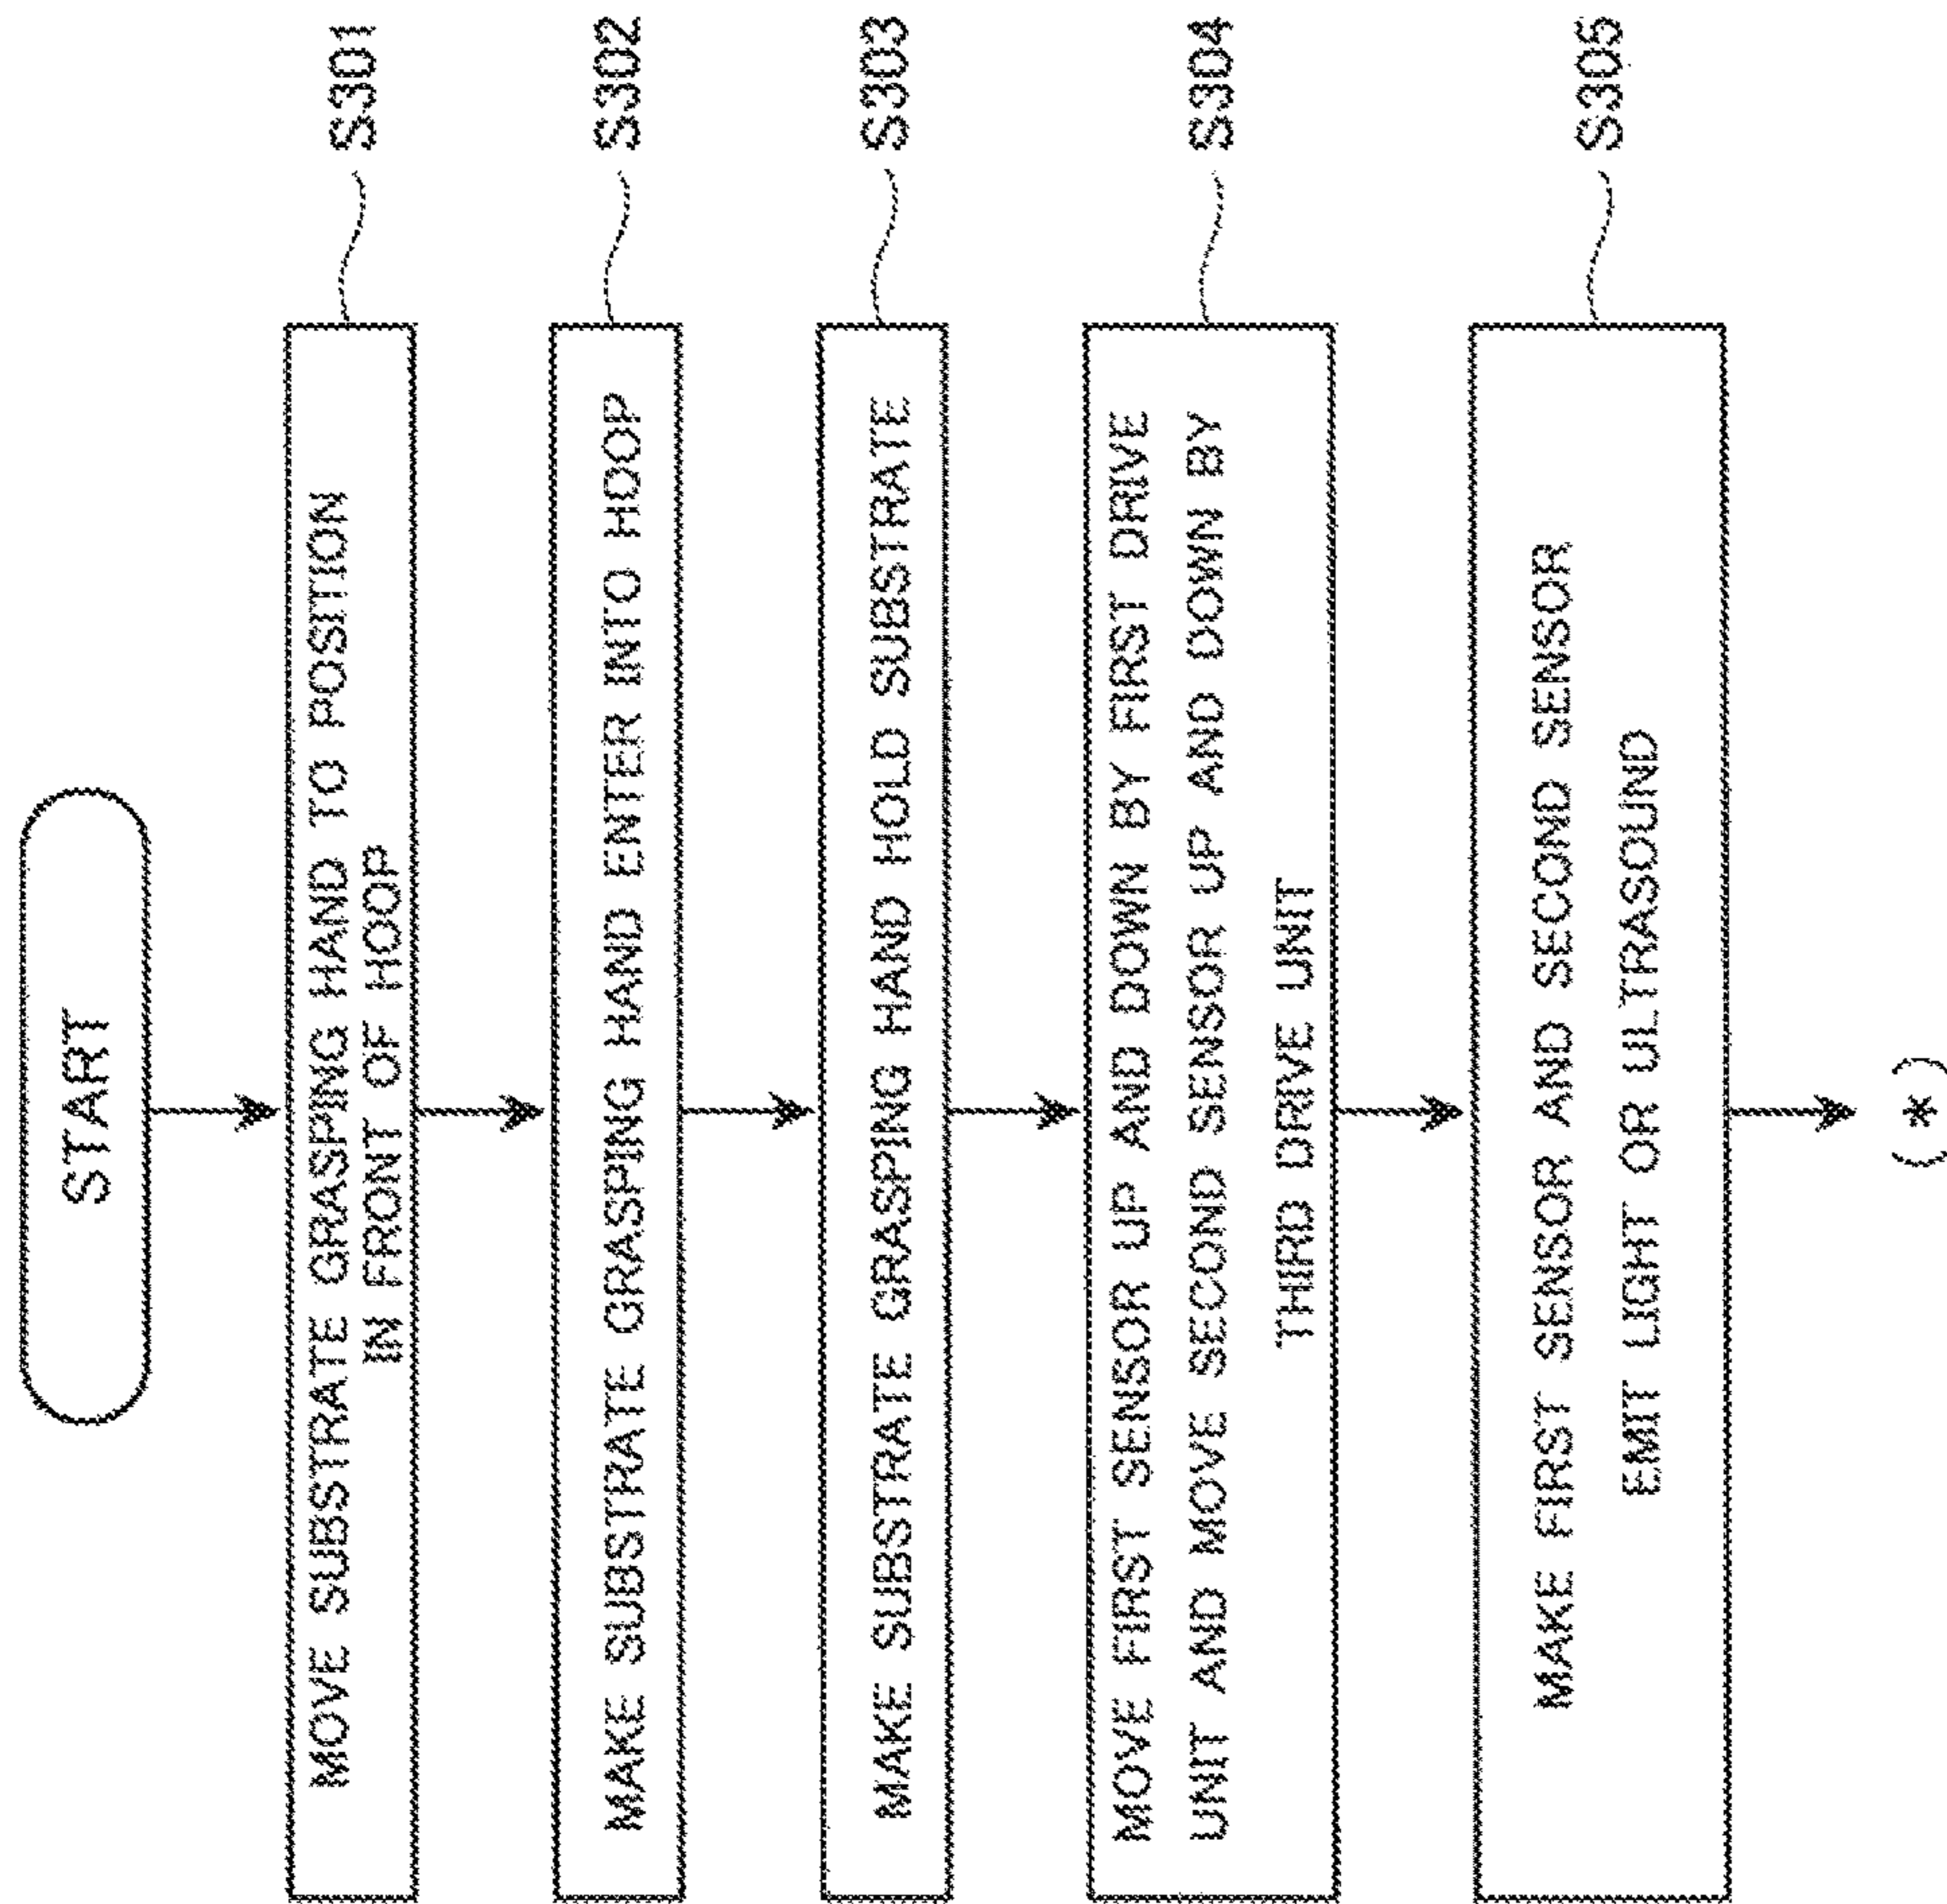 START
MOVE SUBSTRATE GRASPING HAND TO POSITION
IN FRONT OF HOOP
S301
MAKE SUBSTRATE GRASPING HAND ENTER INTO HOOP
S302
MAKE SUBSTRATE GRASPING HAND HOLD SUBSTRATE
S303
MOVE FIRST SENSOR UP AND DOWN BY FIRST DRIVE
UNIT AND MOVE SECOND SENSOR UP AND DOWN BY
THIRD DRIVE UNIT
S304
MAKE FIRST SENSOR AND SECOND SENSOR
EMIT LIGHT OR ULTRASOUND
S305
(*)